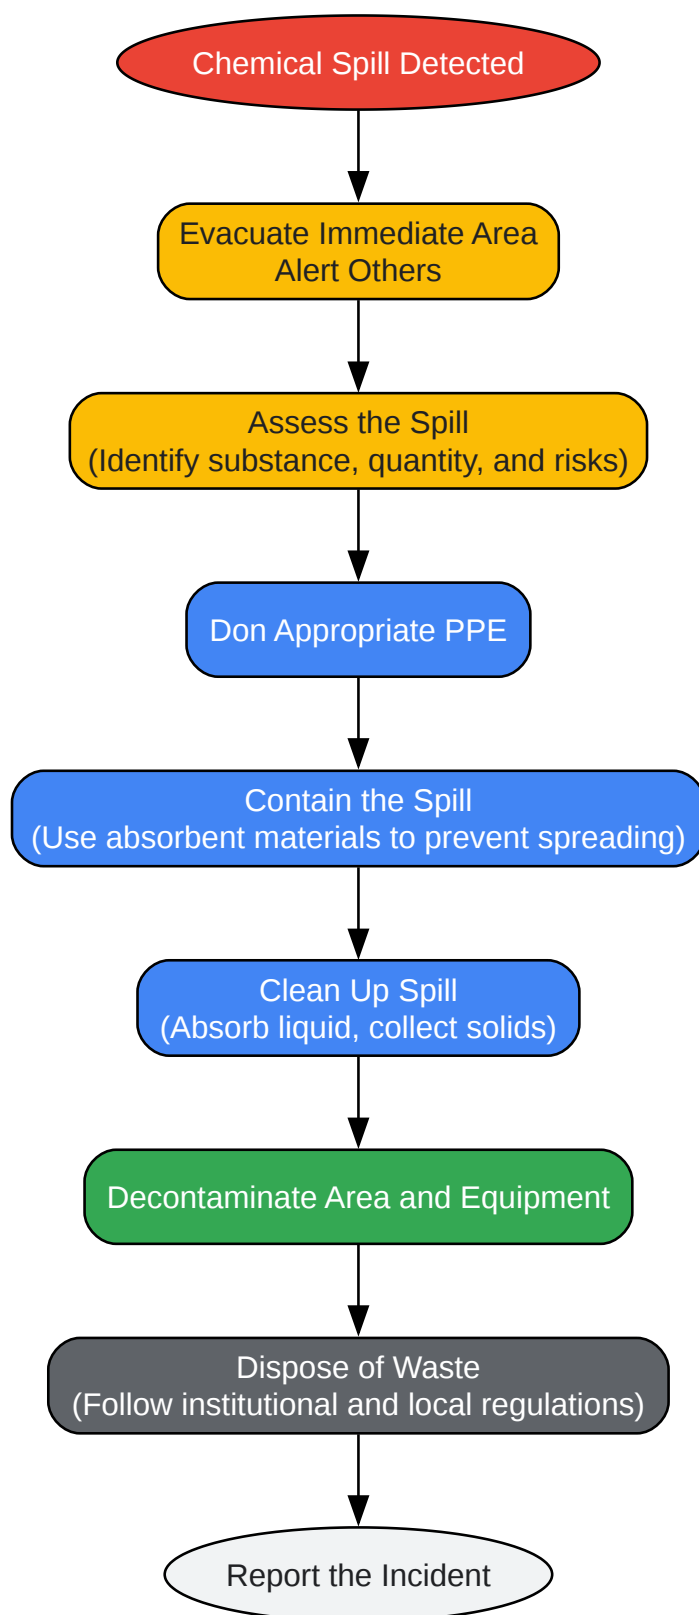 Chemical Spill Detected
Evacuate Immediate Area
Alert Others
Assess the Spill
(Identify substance, quantity, and risks)
Don Appropriate PPE
Contain the Spill
(Use absorbent materials to prevent spreading)
Clean Up Spill
(Absorb liquid, collect solids)
Decontaminate Area and Equipment
Dispose of Waste
(Follow institutional and local regulations)
Report the Incident